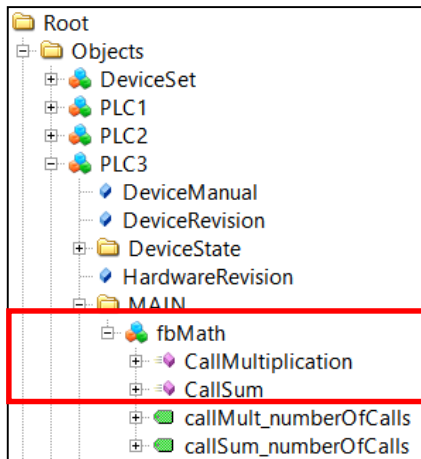 Root
Objects
DeviceSet
PLC1
PLC2
PLC3
DeviceManual
DeviceRevision
DeviceState
HardwareRevision
MAIN
fbMath
CallMultiplication
CallSum
callMult_numberOfCalls
callSum_numberOfCalls